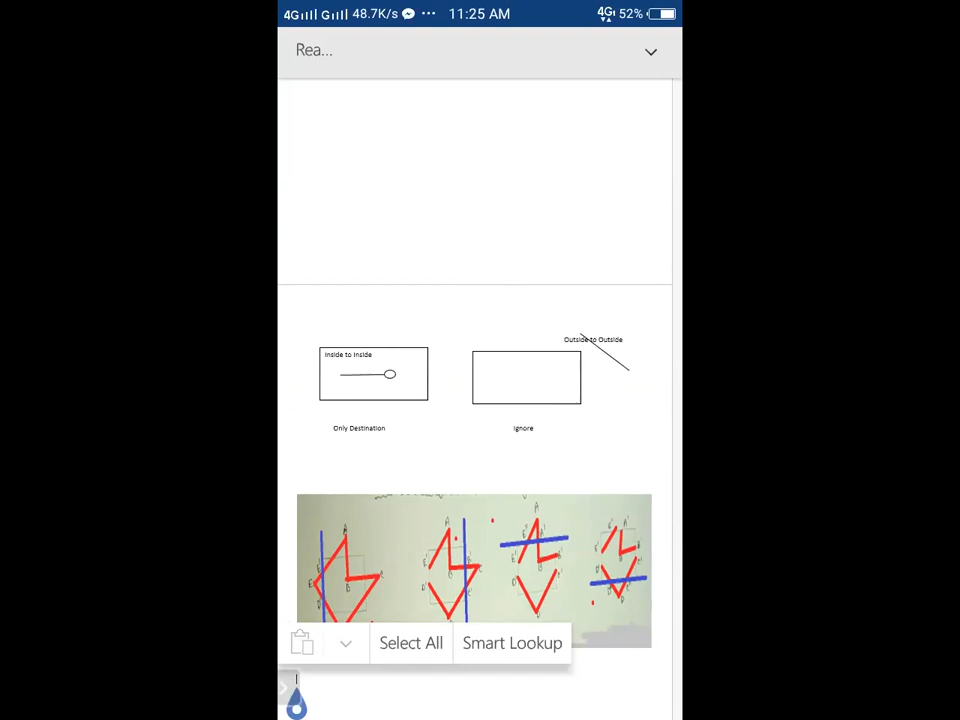 4G G 48.7K/s ... 11:25 AM 4G 52%
Rea...
Outside to Outside
Inside to Inside
Only Destination Ignore
A A A A'
E' E' E'' A' E'
E C B C' B B' D'
D B D' D D
Select All Smart Lookup